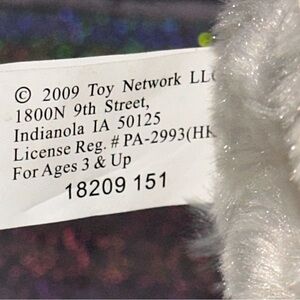 © 2009 Toy Network LLC
1800N 9th Street,
Indianola IA 50125
License Reg. # PA-2993(HK
For Ages 3 & Up
18209 151